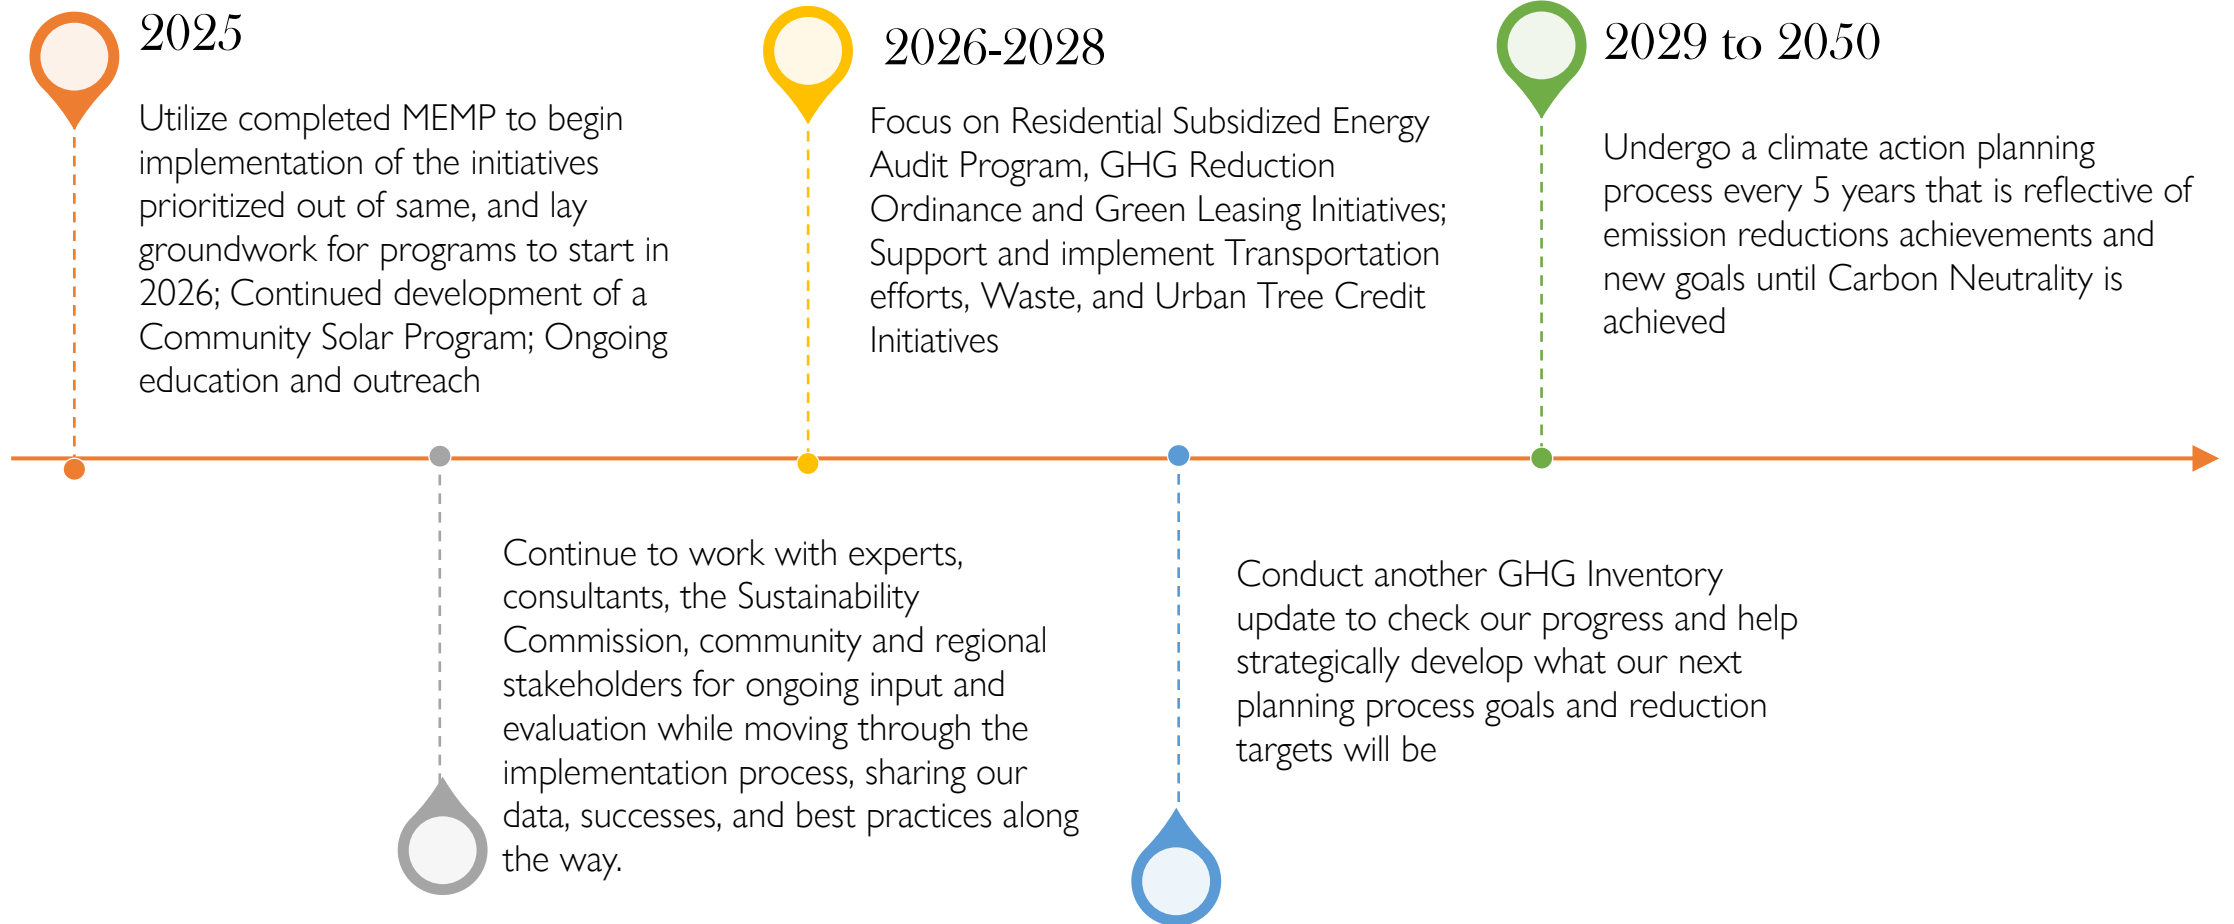 2025
Utilize completed MEMP to begin
implementation of the initiatives
prioritized out of same, and lay
groundwork for programs to start in
2026; Continued development of a
Community Solar Program; Ongoing
education and outreach
2026-2028
Focus on Residential Subsidized Energy
Audit Program, GHG Reduction
Ordinance and Green Leasing Initiatives;
Support and implement Transportation
efforts, Waste, and Urban Tree Credit
Initiatives
2029 to 2050
Undergo a climate action planning
process every 5 years that is reflective of
emission reductions achievements and
new goals until Carbon Neutrality is
achieved
Continue to work with experts,
consultants, the Sustainability
Commission, community and regional
stakeholders for ongoing input and
evaluation while moving through the
implementation process, sharing our
data, successes, and best practices along
the way.
Conduct another GHG Inventory
update to check our progress and help
strategically develop what our next
planning process goals and reduction
targets will be